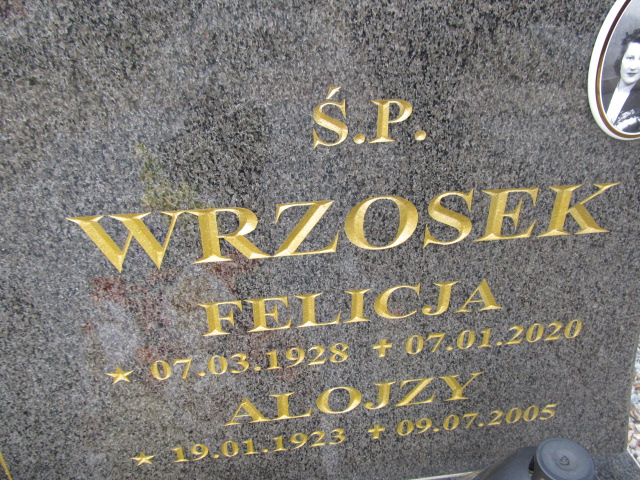 Ś.P.
WRZOSEK
FELICJA
★ 07.03.1928 ✝ 07.01.2020
ALOJZY
★ 19.01.1923 ✝ 09.07.2005